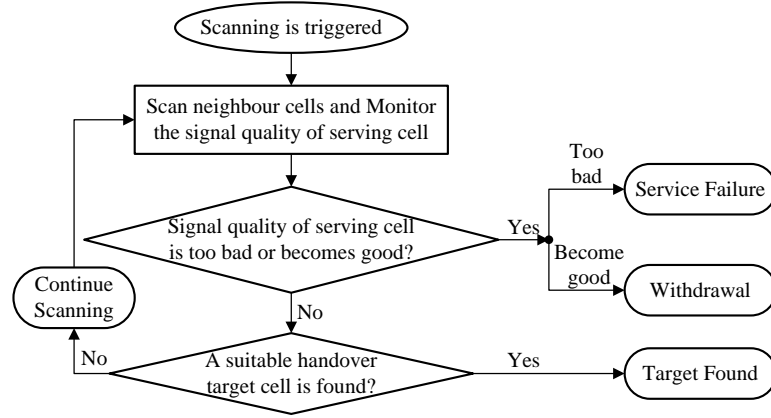 Scanning is triggered
Scan neighbour cells and Monitor
the signal quality of serving cell
Too
bad
Service Failure
Signal quality of serving cell
is too bad or becomes good?
Yes
Become
good
Withdrawal
Continue
Scanning
No
A suitable handover
target cell is found?
No
Yes
Target Found